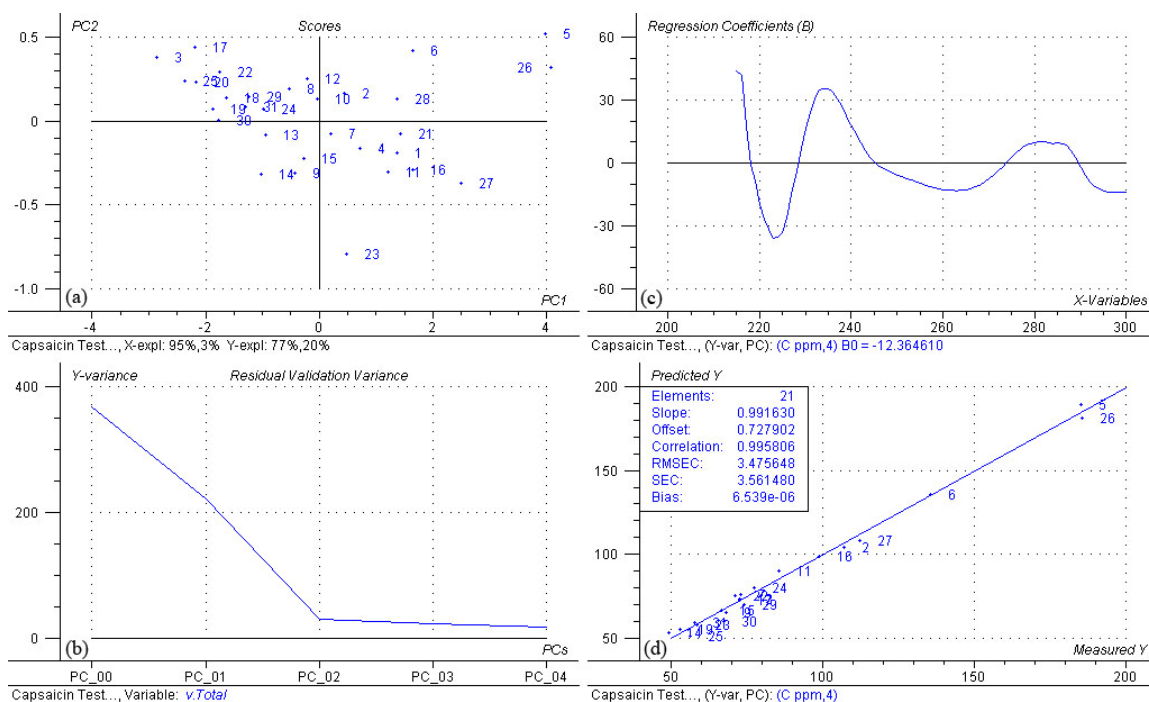 PC2 Scores
0.5
0
-0.5
-1.0
3 17 22 25 20 18 29 31 19 24 30 8 12 10 2 6 5 26 28 13 7 21 4 1 15 14 9 11 16 27 23
(a) PC1
-4 -2 0 2 4
Capsaicin Test..., X-expl: 95%,3% Y-expl: 77%,20%
Regression Coefficients (B)
60
30
0
-30
-60
(c) X-Variables
200 220 240 260 280 300
Capsaicin Test..., (Y-var, PC): (C ppm,4) B0 = -12.364610
Y-variance Residual Validation Variance
400
200
0
(b) PCs
PC_00 PC_01 PC_02 PC_03 PC_04
Capsaicin Test..., Variable: v.Total
Predicted Y
200
150
100
50
Elements: 21
Slope: 0.991630
Offset: 0.727902
Correlation: 0.995806
RMSEC: 3.475648
SEC: 3.561480
Bias: 6.539e-06
5
26
6
27
2
16
11
24
29
30
25
14
(d) Measured Y
50 100 150 200
Capsaicin Test..., (Y-var, PC): (C ppm,4)